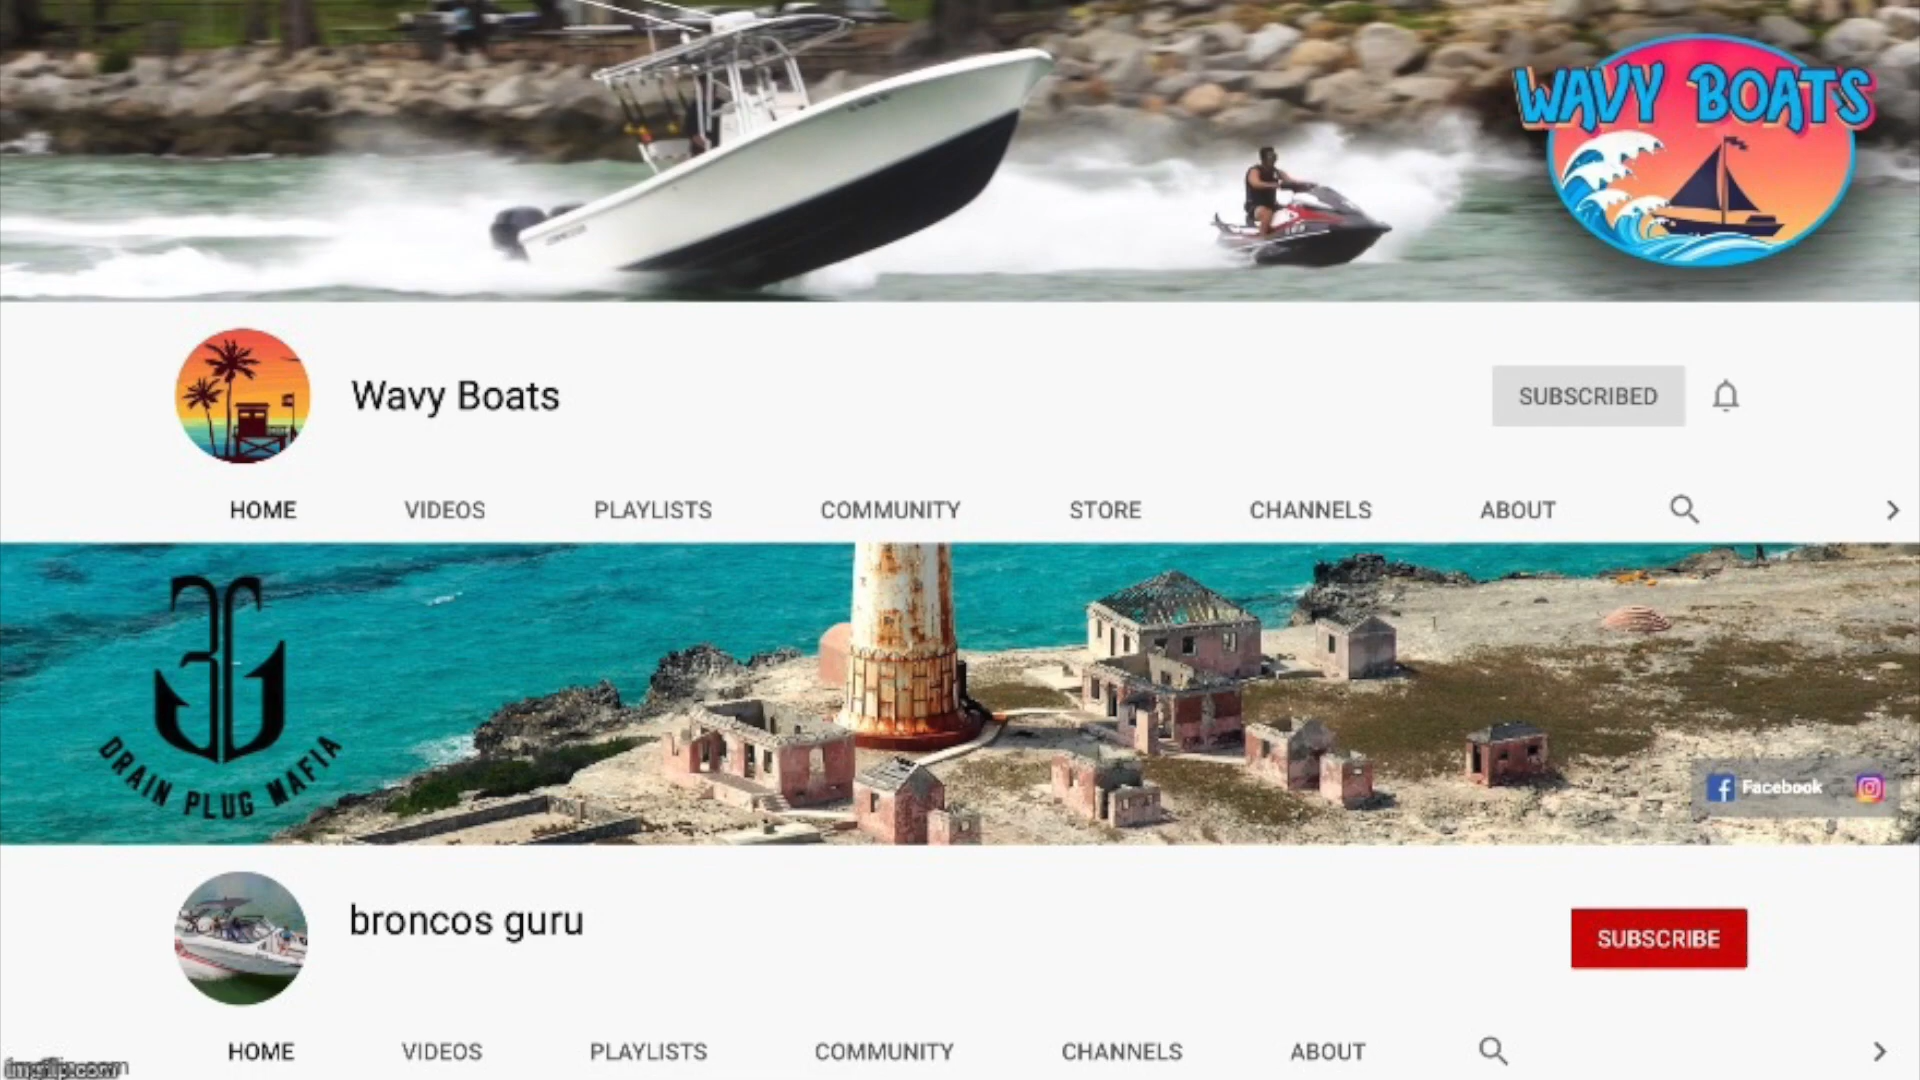 WAVY BOATS
Wavy Boats
SUBSCRIBED
HOME VIDEOS PLAYLISTS COMMUNITY STORE CHANNELS ABOUT
3G
DRAIN PLUG MAFIA
Facebook
broncos guru
SUBSCRIBE
HOME VIDEOS PLAYLISTS COMMUNITY CHANNELS ABOUT
imgflip.com